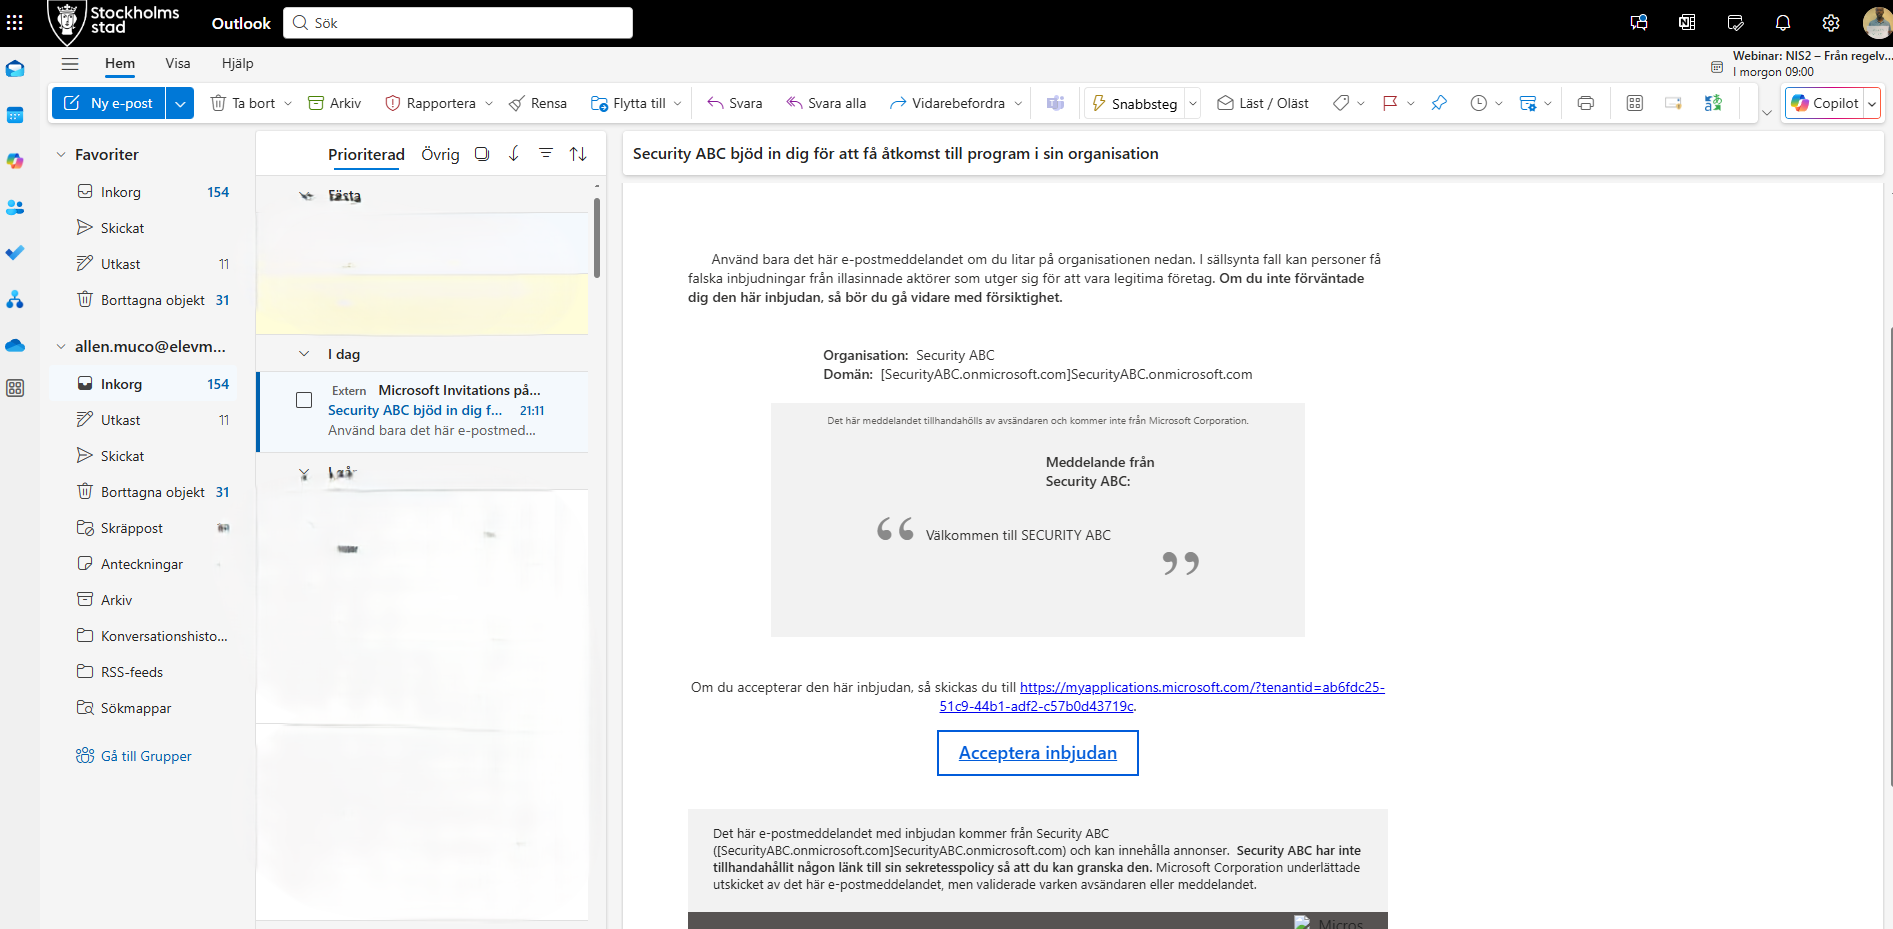 Stockholms
stad
Outlook
Sök
Hem
Visa
Hjälp
Webinar: NIS2 – Från regelv...
I morgon 09:00
Ny e-post
Ta bort
Arkiv
Rapportera
Rensa
Flytta till
Svara
Svara alla
Vidarebefordra
Snabbsteg
Läst / Oläst
Copilot
Favoriter
Inkorg 154
Skickat
Utkast 11
Borttagna objekt 31
allen.muco@elevm...
Inkorg 154
Utkast 11
Skickat
Borttagna objekt 31
Skräppost
Anteckningar
Arkiv
Konversationshisto...
RSS-feeds
Sökmappar
Gå till Grupper
Prioriterad
Övrig
Fästa
I dag
Extern Microsoft Invitations på...
Security ABC bjöd in dig f... 21:11
Använd bara det här e-postmed...
I går
Security ABC bjöd in dig för att få åtkomst till program i sin organisation
Använd bara det här e-postmeddelandet om du litar på organisationen nedan. I sällsynta fall kan personer få
falska inbjudningar från illasinnade aktörer som utger sig för att vara legitima företag. Om du inte förväntade
dig den här inbjudan, så bör du gå vidare med försiktighet.
Organisation: Security ABC
Domän: [SecurityABC.onmicrosoft.com]SecurityABC.onmicrosoft.com
Det här meddelandet tillhandahölls av avsändaren och kommer inte från Microsoft Corporation.
Meddelande från
Security ABC:
“ Välkommen till SECURITY ABC
”
Om du accepterar den här inbjudan, så skickas du till https://myapplications.microsoft.com/?tenantid=ab6fdc25-
51c9-44b1-adf2-c57b0d43719c.
Acceptera inbjudan
Det här e-postmeddelandet med inbjudan kommer från Security ABC
([SecurityABC.onmicrosoft.com]SecurityABC.onmicrosoft.com) och kan innehålla annonser. Security ABC har inte
tillhandahållit någon länk till sin sekretesspolicy så att du kan granska den. Microsoft Corporation underlättade
utskicket av det här e-postmeddelandet, men validerade varken avsändaren eller meddelandet.
Micros